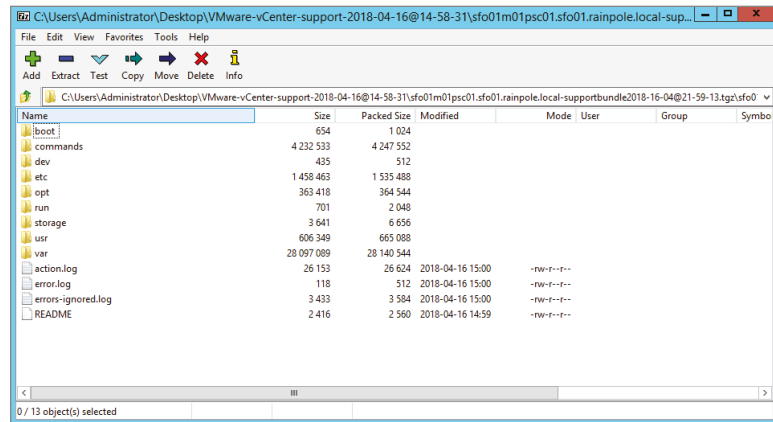 C:\Users\Administrator\Desktop\VMware-vCenter-support-2018-04-16@14-58-31\sfo01m01psc01.sfo01.rainpole.local-sup...
File Edit View Favorites Tools Help
Add Extract Test Copy Move Delete Info
C:\Users\Administrator\Desktop\VMware-vCenter-support-2018-04-16@14-58-31\sfo01m01psc01.sfo01.rainpole.local-supportbundle2018-16-04@21-59-13.tgz\sfo0
Name Size Packed Size Modified Mode User Group Symbo
boot 654 1 024
commands 4 232 533 4 247 552
dev 435 512
etc 1 458 463 1 535 488
opt 363 418 364 544
run 701 2 048
storage 3 641 6 656
usr 606 349 665 088
var 28 097 089 28 140 544
action.log 26 153 26 624 2018-04-16 15:00 -rw-r--r--
error.log 118 512 2018-04-16 15:00 -rw-r--r--
errors-ignored.log 3 433 3 584 2018-04-16 15:00 -rw-r--r--
README 2 416 2 560 2018-04-16 14:59 -rw-r--r--
0 / 13 object(s) selected